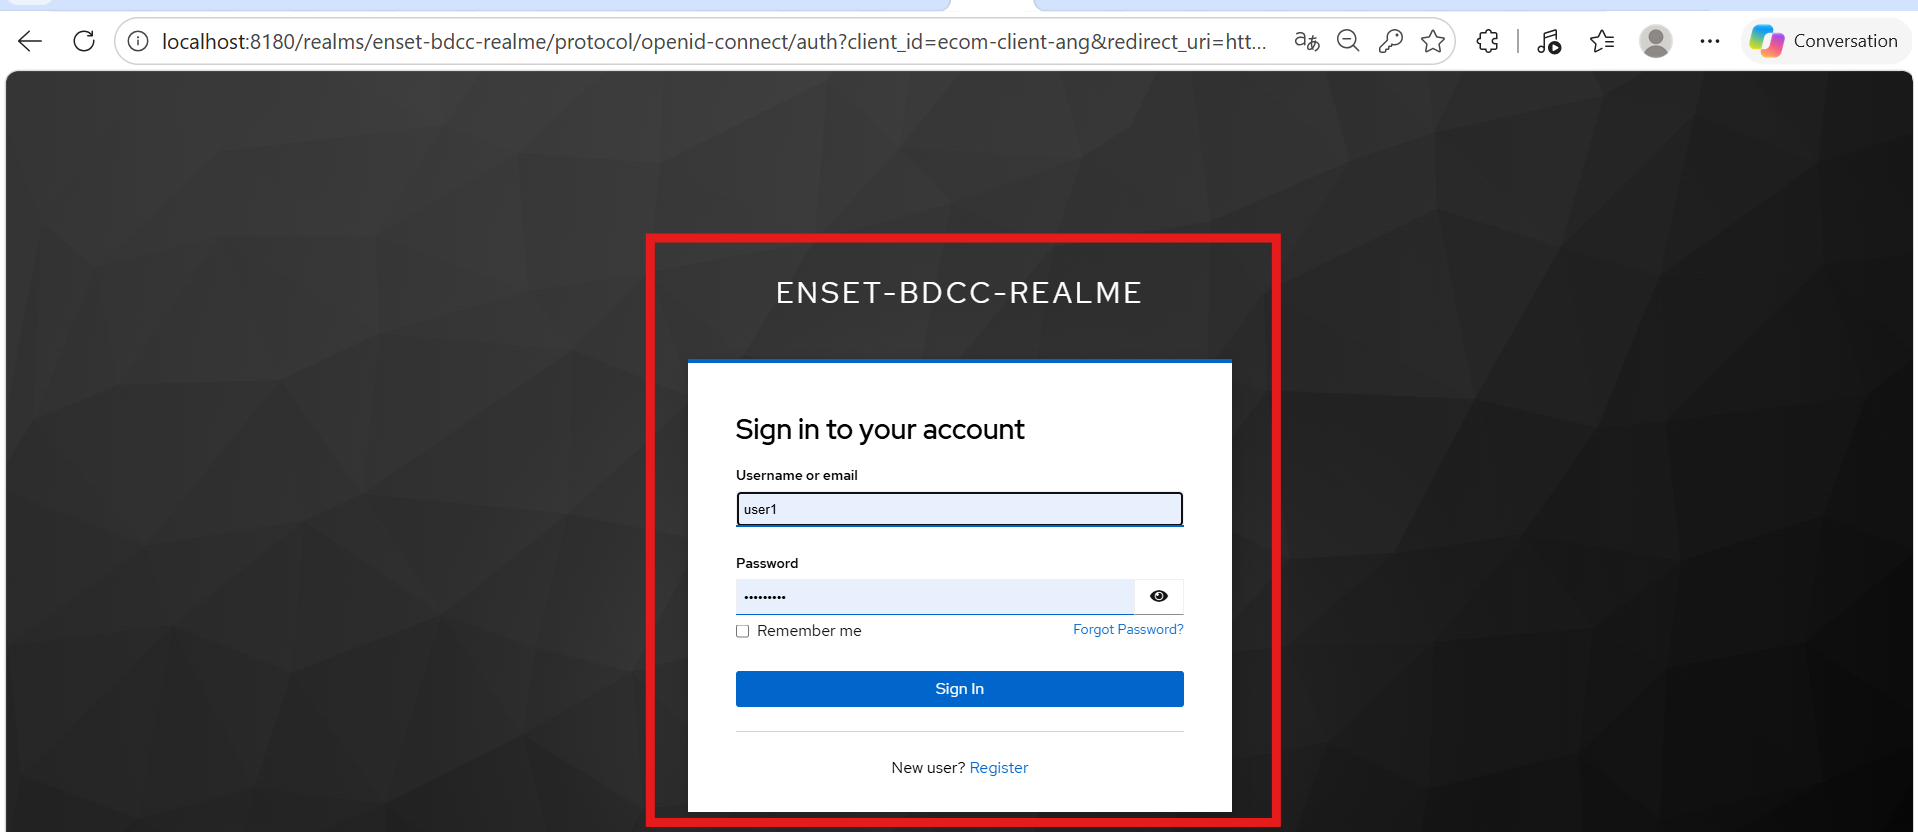 localhost:8180/realms/enset-bdcc-realme/protocol/openid-connect/auth?client_id=ecom-client-ang&redirect_uri=htt...
Conversation
ENSET-BDCC-REALME
Sign in to your account
Username or email
user1
Password
•••••••••
Remember me
Forgot Password?
Sign In
New user? Register